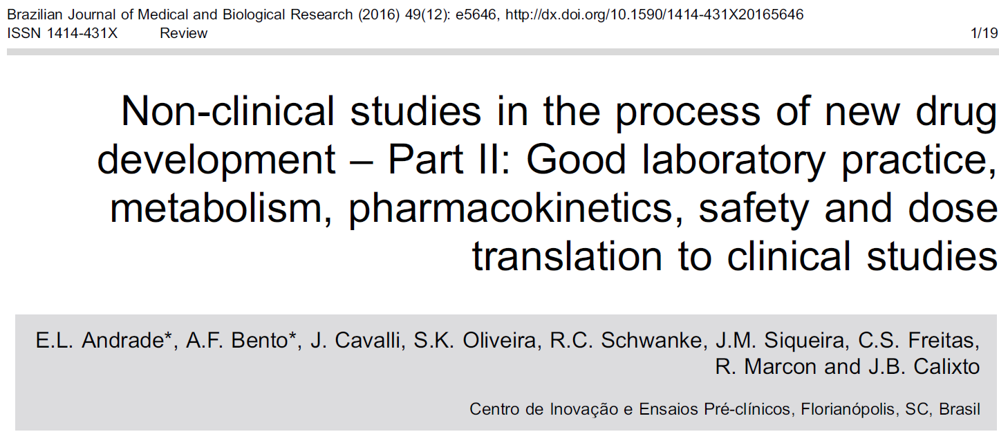 Brazilian Journal of Medical and Biological Research (2016) 49(12): e5646, http://dx.doi.org/10.1590/1414-431X20165646
ISSN 1414-431X Review 1/19
Non-clinical studies in the process of new drug
development – Part II: Good laboratory practice,
metabolism, pharmacokinetics, safety and dose
translation to clinical studies
E.L. Andrade*, A.F. Bento*, J. Cavalli, S.K. Oliveira, R.C. Schwanke, J.M. Siqueira, C.S. Freitas,
R. Marcon and J.B. Calixto
Centro de Inovação e Ensaios Pré-clínicos, Florianópolis, SC, Brasil